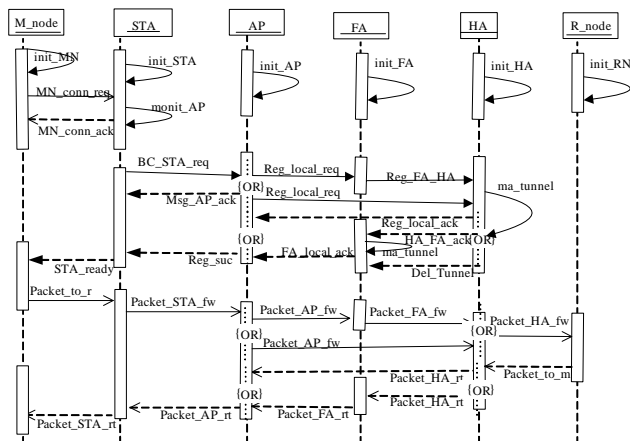 M_node STA AP FA HA R_node
init_MN init_STA init_AP init_FA init_HA init_RN
MN_conn_req monit_AP
MN_conn_ack
BC_STA_req Reg_local_req Reg_FA_HA
{OR} ma_tunnel
Msg_AP_ack Reg_local_req
Reg_local_ack
{OR} HA_FA_ack {OR}
Reg_suc FA_local_ack ma_tunnel
STA_ready Del_Tunnel
Packet_to_r Packet_STA_fw Packet_AP_fw Packet_FA_fw Packet_HA_fw
{OR} {OR}
Packet_AP_fw
Packet_HA_rt Packet_to_m
{OR} Packet_HA_rt {OR}
Packet_STA_rt Packet_AP_rt Packet_FA_rt